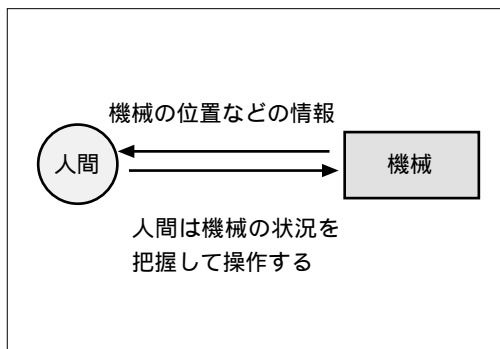 機械の位置などの情報
人間
機械
人間は機械の状況を
把握して操作する